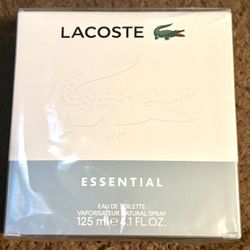 LACOSTE
ESSENTIAL
EAU DE TOILETTE
VAPORISATEUR NATURAL SPRAY
125 ml e 4.1 FL.OZ.